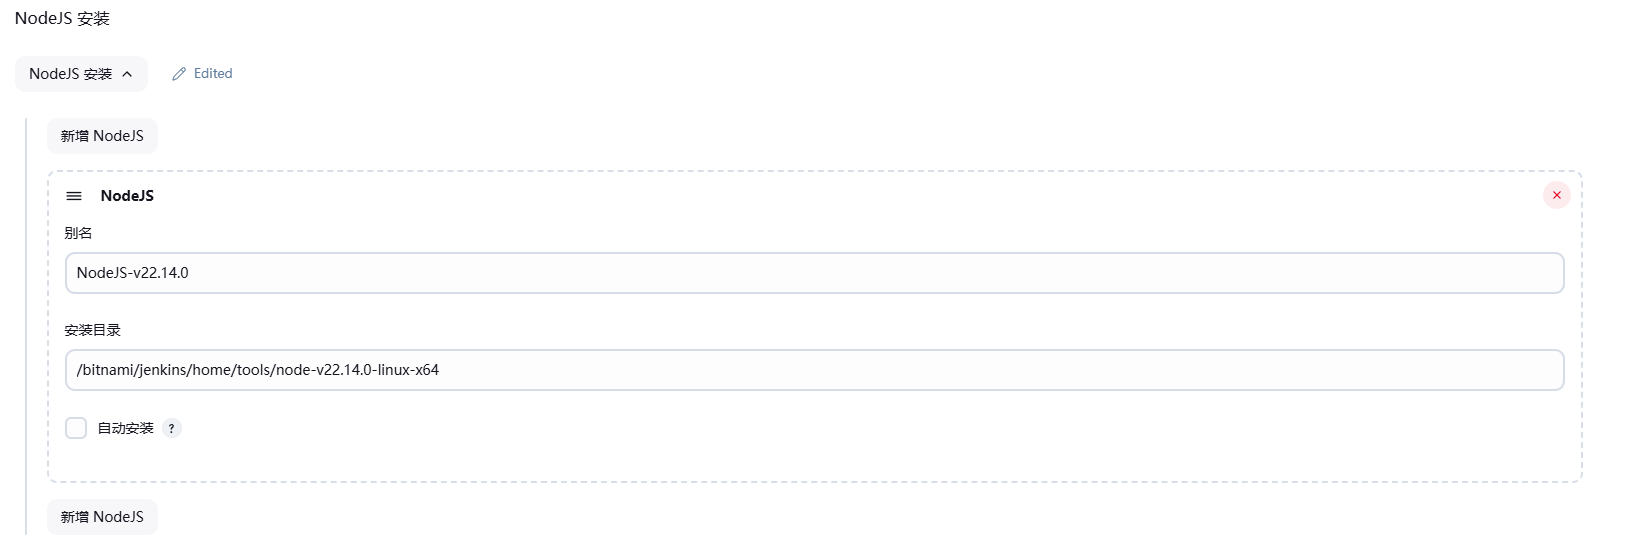 NodeJS 安装
NodeJS 安装
Edited
新增 NodeJS
NodeJS
别名
NodeJS-v22.14.0
安装目录
/bitnami/jenkins/home/tools/node-v22.14.0-linux-x64
自动安装 ?
新增 NodeJS